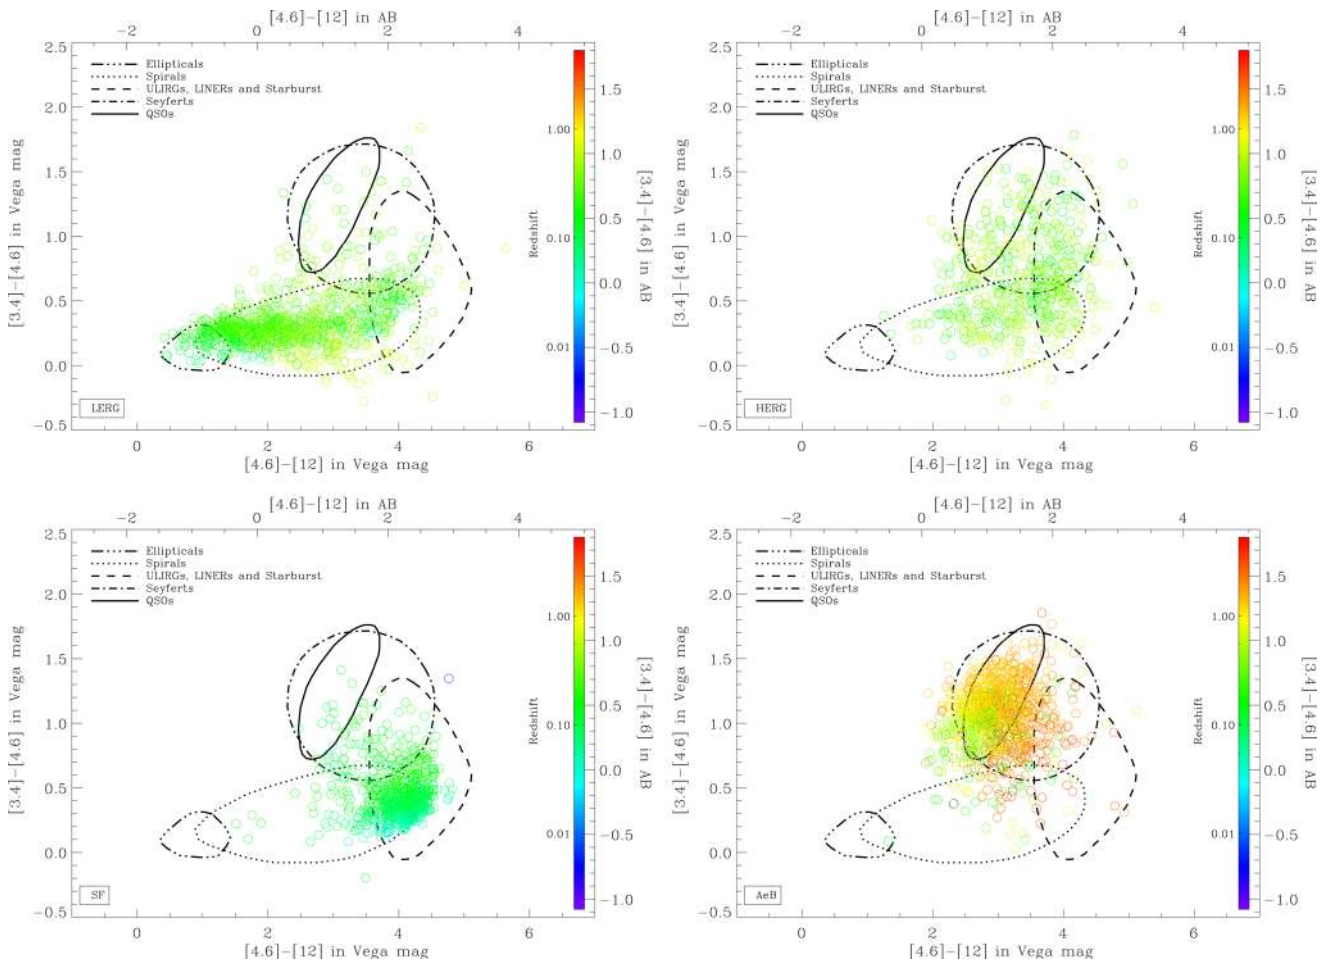 [4.6]−[12] in AB
−2 0 2 4
2.5
2.0
1.5
1.0
0.5
0.0
−0.5
[3.4]−[4.6] in Vega mag
Ellipticals
Spirals
ULIRGs, LINERs and Starburst
Seyferts
QSOs
LERG
0 2 4 6
[4.6]−[12] in Vega mag
1.00
0.10
0.01
Redshift
1.5
1.0
0.5
0.0
−0.5
−1.0
[3.4]−[4.6] in AB
[4.6]−[12] in AB
−2 0 2 4
2.5
2.0
1.5
1.0
0.5
0.0
−0.5
[3.4]−[4.6] in Vega mag
Ellipticals
Spirals
ULIRGs, LINERs and Starburst
Seyferts
QSOs
HERG
0 2 4 6
[4.6]−[12] in Vega mag
1.00
0.10
0.01
Redshift
1.5
1.0
0.5
0.0
−0.5
−1.0
[3.4]−[4.6] in AB
[4.6]−[12] in AB
−2 0 2 4
2.5
2.0
1.5
1.0
0.5
0.0
−0.5
[3.4]−[4.6] in Vega mag
Ellipticals
Spirals
ULIRGs, LINERs and Starburst
Seyferts
QSOs
SF
0 2 4 6
[4.6]−[12] in Vega mag
1.00
0.10
0.01
Redshift
1.5
1.0
0.5
0.0
−0.5
−1.0
[3.4]−[4.6] in AB
[4.6]−[12] in AB
−2 0 2 4
2.5
2.0
1.5
1.0
0.5
0.0
−0.5
[3.4]−[4.6] in Vega mag
Ellipticals
Spirals
ULIRGs, LINERs and Starburst
Seyferts
QSOs
AeB
0 2 4 6
[4.6]−[12] in Vega mag
1.00
0.10
0.01
Redshift
1.5
1.0
0.5
0.0
−0.5
−1.0
[3.4]−[4.6] in AB